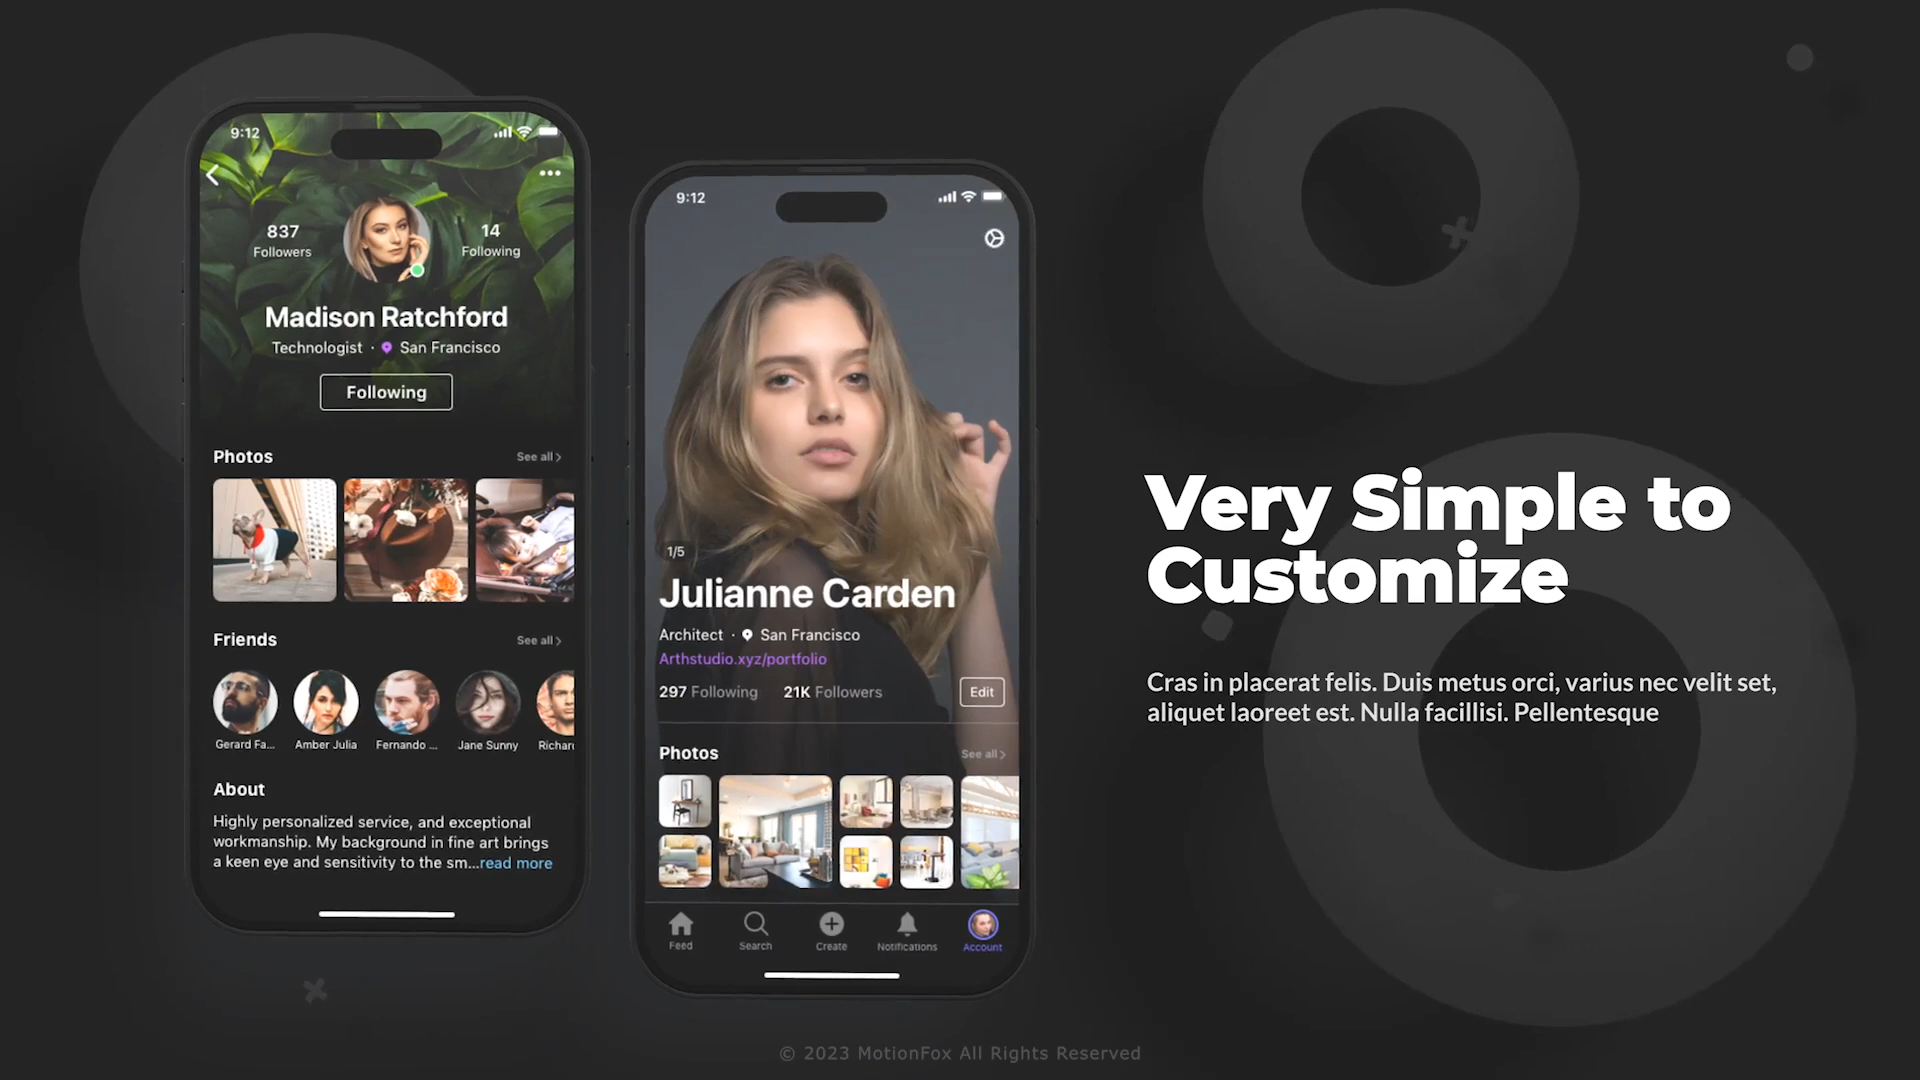 9:12
837
Followers
14
Following
Madison Ratchford
Technologist · San Francisco
Following
Photos
See all
Friends
See all
Gerard Fa... Amber Julia Fernando ... Jane Sunny Richar
About
Highly personalized service, and exceptional
workmanship. My background in fine art brings
a keen eye and sensitivity to the sm...read more
9:12
1/5
Julianne Carden
Architect · San Francisco
Arthstudio.xyz/portfolio
297 Following 21K Followers
Edit
Photos
See all
Feed Search Create Notifications Account
Very Simple to
Customize
Cras in placerat felis. Duis metus orci, varius nec velit set,
aliquet laoreet est. Nulla facillisi. Pellentesque
© 2023 MotionFox All Rights Reserved